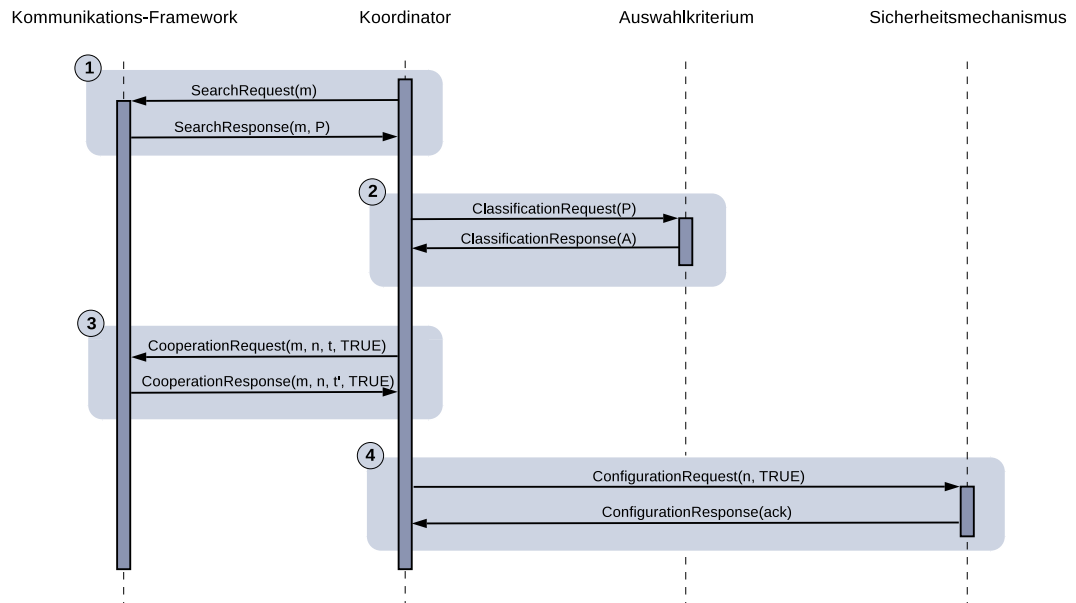 Kommunikations-Framework
Koordinator
Auswahlkriterium
Sicherheitsmechanismus
1
SearchRequest(m)
SearchResponse(m, P)
2
ClassificationRequest(P)
ClassificationResponse(A)
3
CooperationRequest(m, n, t, TRUE)
CooperationResponse(m, n, t', TRUE)
4
ConfigurationRequest(n, TRUE)
ConfigurationResponse(ack)